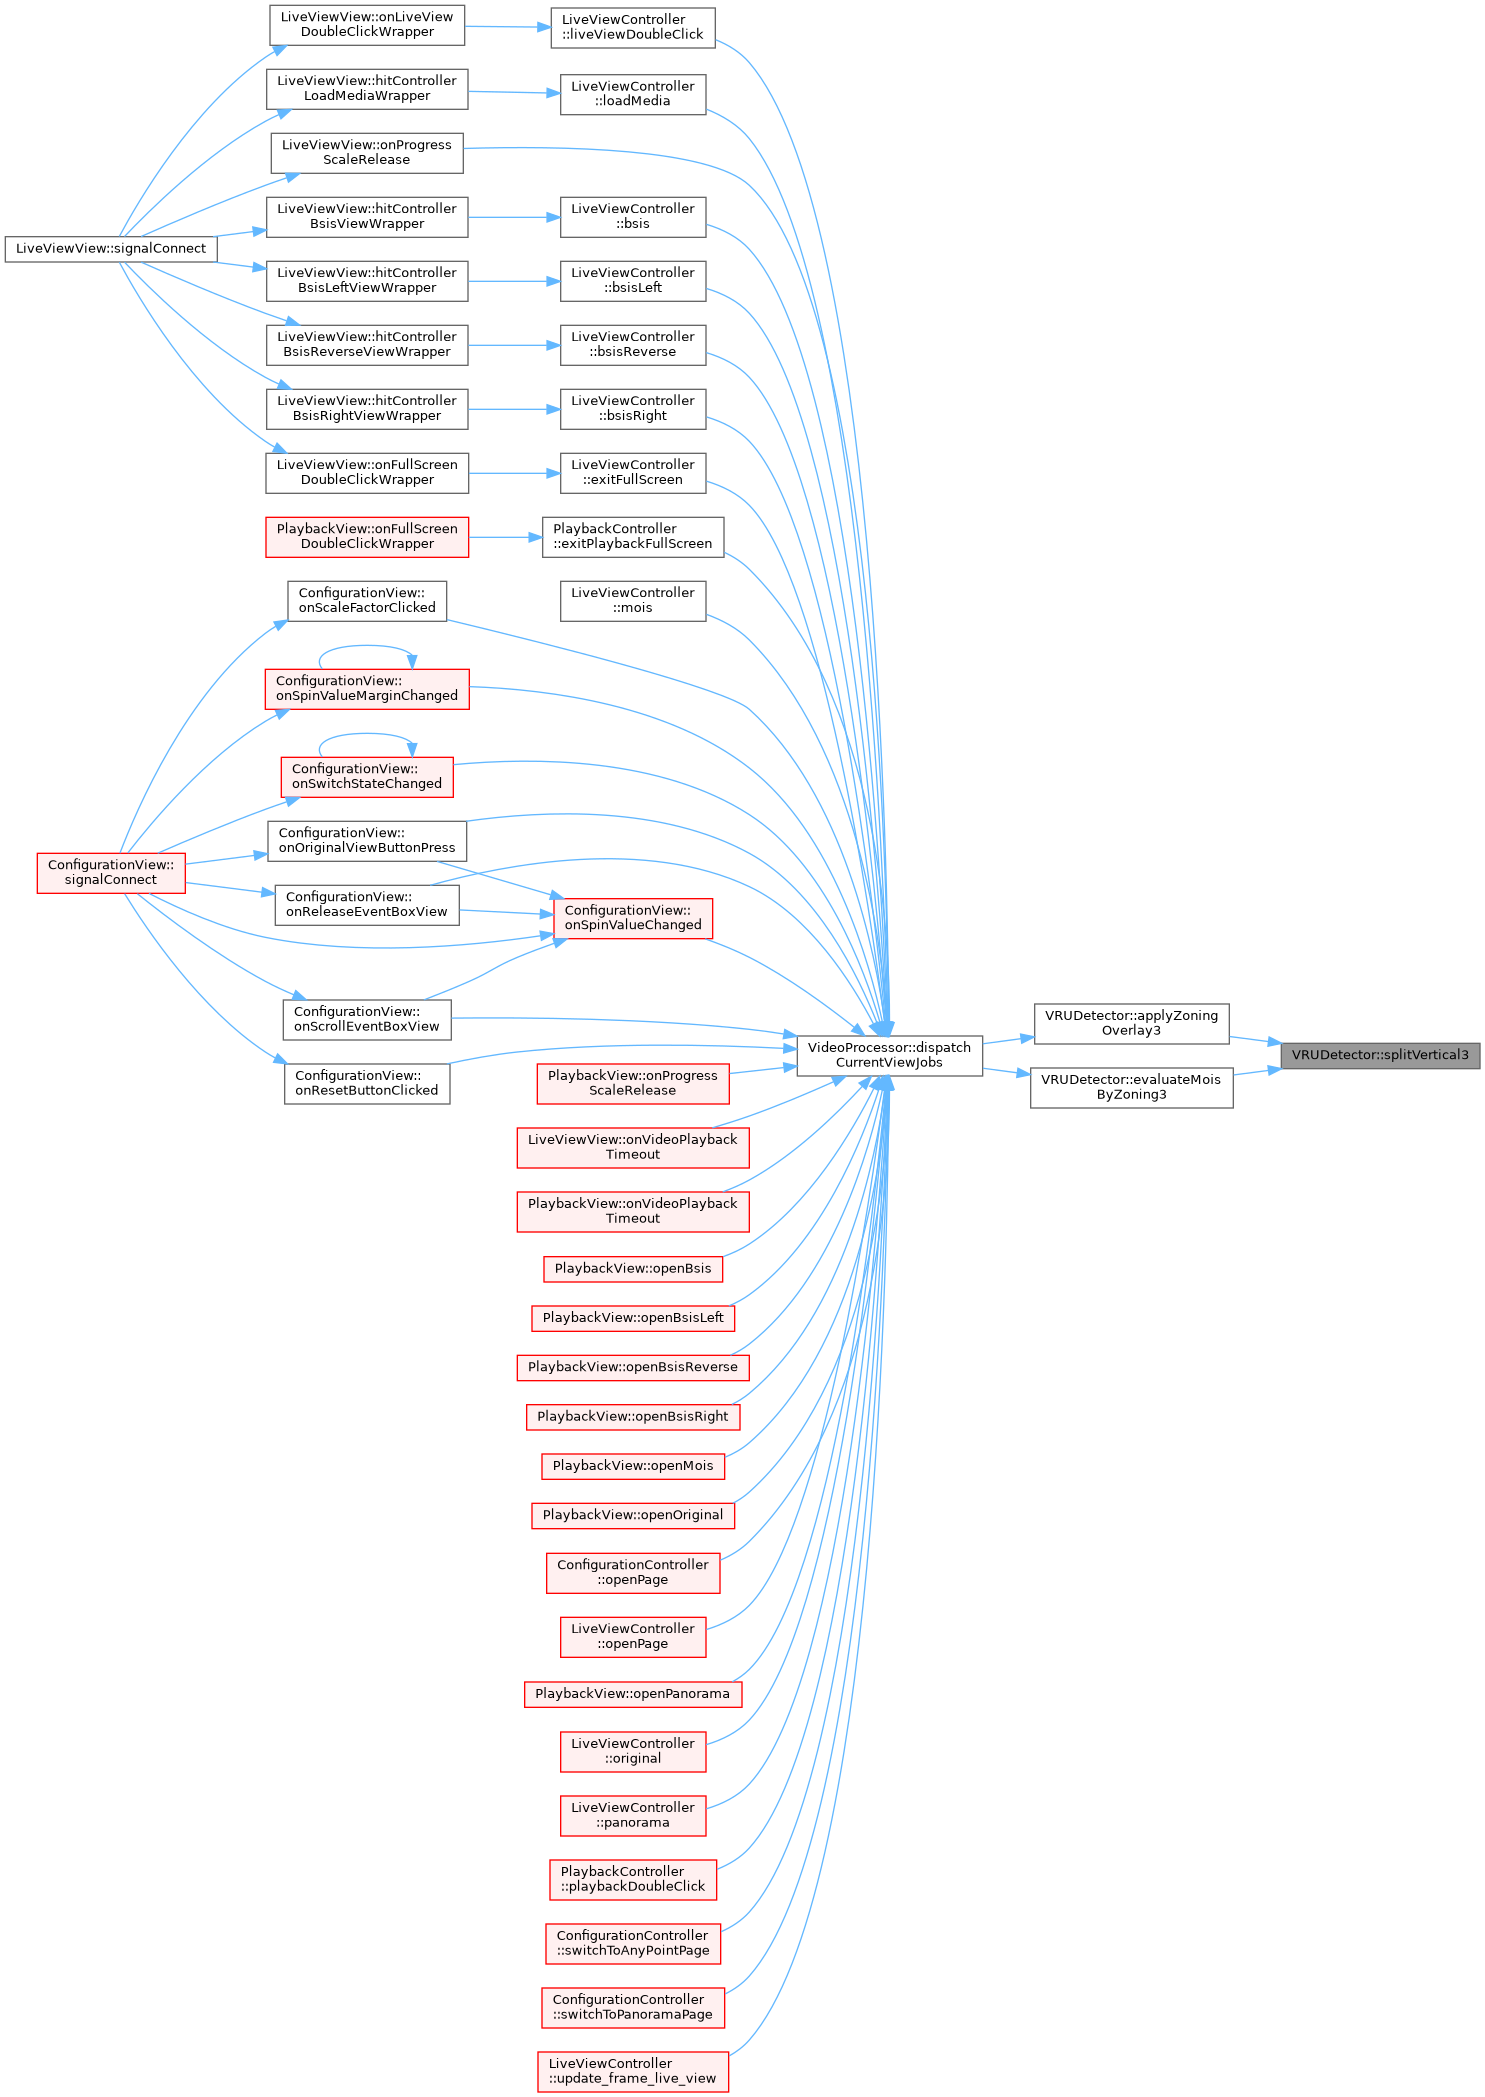 LiveViewView::onLiveView
DoubleClickWrapper
LiveViewController
::liveViewDoubleClick
LiveViewView::hitController
LoadMediaWrapper
LiveViewController
::loadMedia
LiveViewView::onProgress
ScaleRelease
LiveViewView::hitController
BsisViewWrapper
LiveViewController
::bsis
LiveViewView::signalConnect
LiveViewView::hitController
BsisLeftViewWrapper
LiveViewController
::bsisLeft
LiveViewView::hitController
BsisReverseViewWrapper
LiveViewController
::bsisReverse
LiveViewView::hitController
BsisRightViewWrapper
LiveViewController
::bsisRight
LiveViewView::onFullScreen
DoubleClickWrapper
LiveViewController
::exitFullScreen
PlaybackView::onFullScreen
DoubleClickWrapper
PlaybackController
::exitPlaybackFullScreen
ConfigurationView::
onScaleFactorClicked
LiveViewController
::mois
ConfigurationView::
onSpinValueMarginChanged
ConfigurationView::
onSwitchStateChanged
ConfigurationView::
onOriginalViewButtonPress
ConfigurationView::
signalConnect
ConfigurationView::
onReleaseEventBoxView
ConfigurationView::
onSpinValueChanged
ConfigurationView::
onScrollEventBoxView
VideoProcessor::dispatch
CurrentViewJobs
VRUDetector::applyZoning
Overlay3
VRUDetector::splitVertical3
VRUDetector::evaluateMois
ByZoning3
ConfigurationView::
onResetButtonClicked
PlaybackView::onProgress
ScaleRelease
LiveViewView::onVideoPlayback
Timeout
PlaybackView::onVideoPlayback
Timeout
PlaybackView::openBsis
PlaybackView::openBsisLeft
PlaybackView::openBsisReverse
PlaybackView::openBsisRight
PlaybackView::openMois
PlaybackView::openOriginal
ConfigurationController
::openPage
LiveViewController
::openPage
PlaybackView::openPanorama
LiveViewController
::original
LiveViewController
::panorama
PlaybackController
::playbackDoubleClick
ConfigurationController
::switchToAnyPointPage
ConfigurationController
::switchToPanoramaPage
LiveViewController
::update_frame_live_view